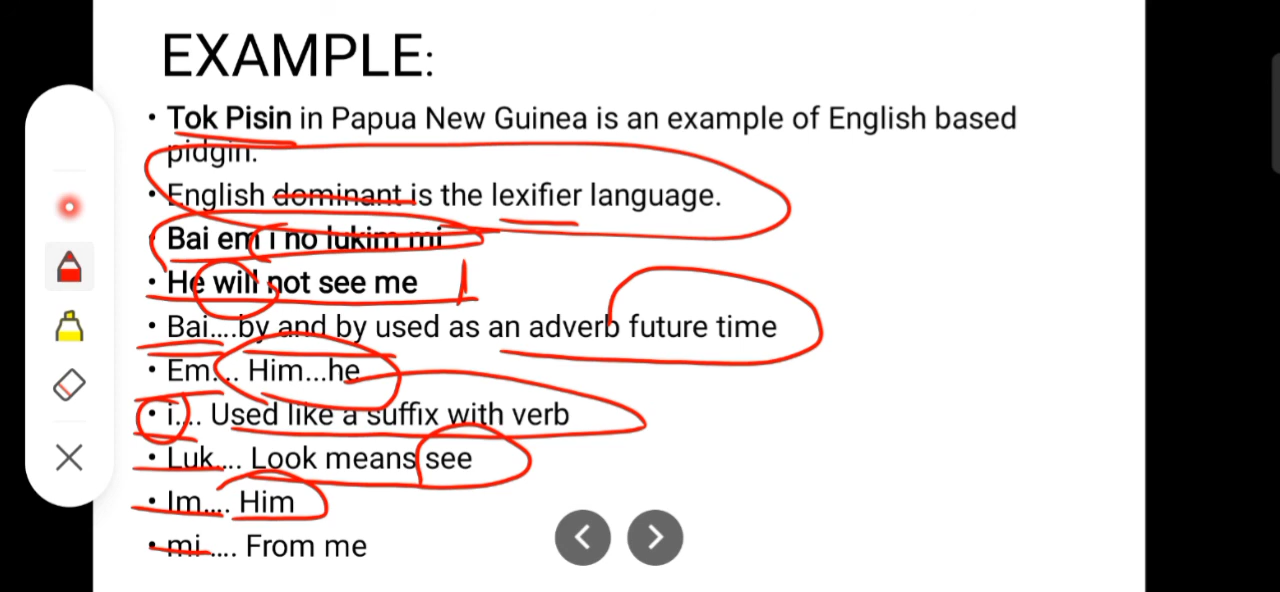 EXAMPLE:
• Tok Pisin in Papua New Guinea is an example of English based
pidgin.
• English dominant is the lexifier language.
• Bai em i no lukim mi
• He will not see me
• Bai....by and by used as an adverb future time
• Em.... Him...he
• i.... Used like a suffix with verb
• Luk.... Look means see
• Im.... Him
• mi .... From me